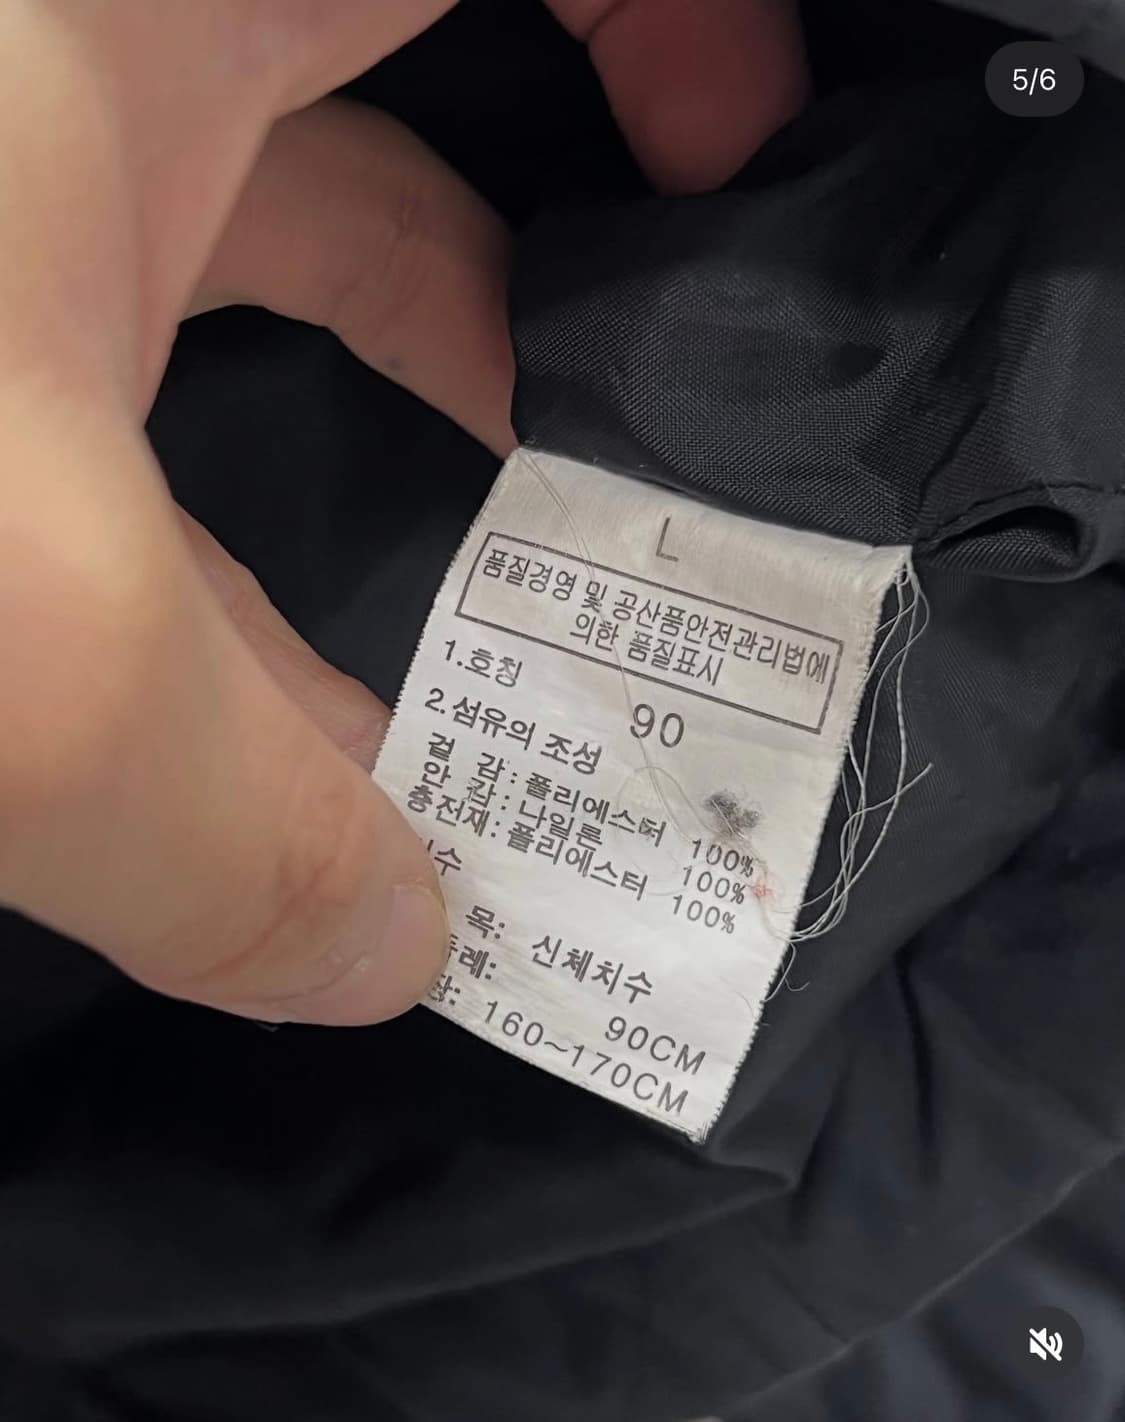 5/6
L
품질경영 및 공산품안전관리법에
의한 품질표시
1.호칭 90
2.섬유의 조성
겉 감: 폴리에스터 100%
안 감: 나일론 100%
충전재: 폴리에스터 100%
목: 신체치수
90CM
160~170CM